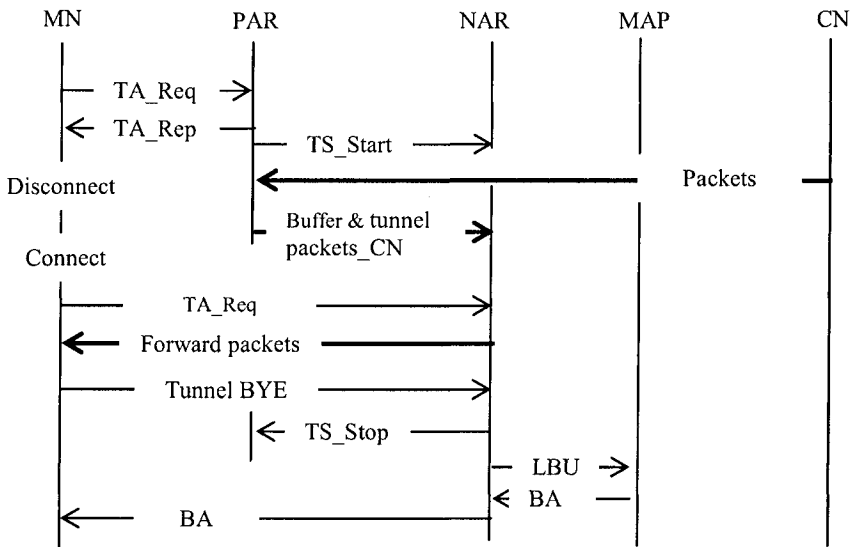 MN PAR NAR MAP CN
TA_Req
TA_Rep
TS_Start
Packets
Disconnect
Buffer & tunnel
packets_CN
Connect
TA_Req
Forward packets
Tunnel BYE
TS_Stop
LBU
BA
BA